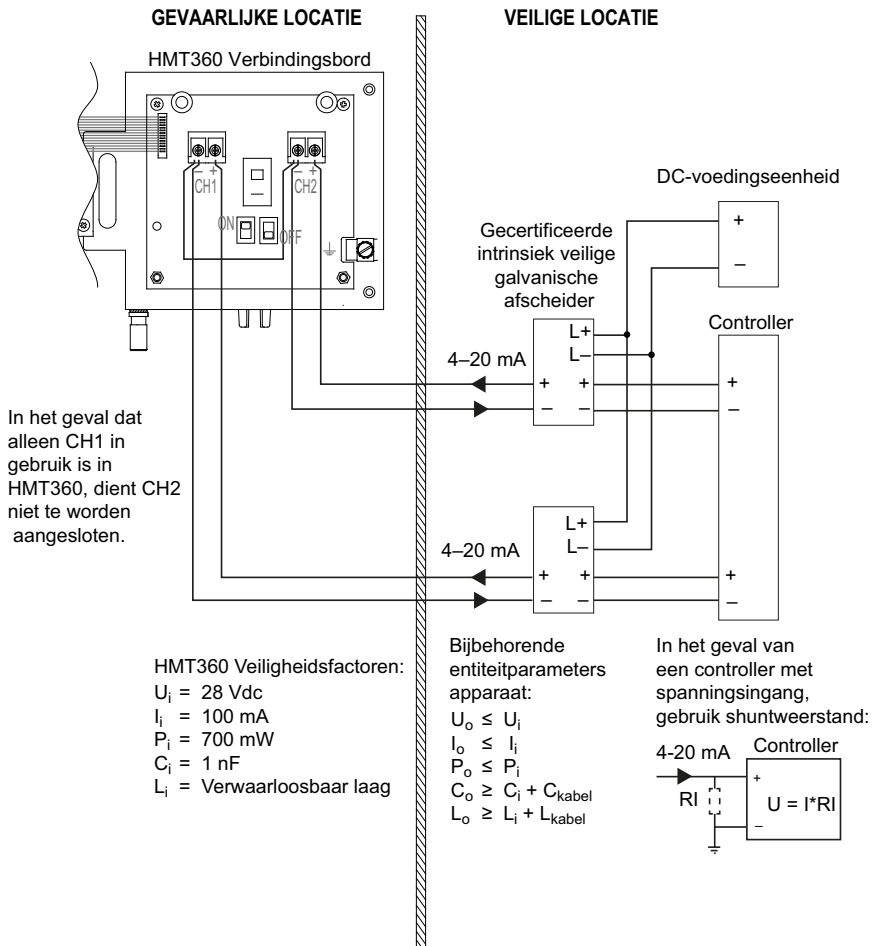 GEVAARLIJKE LOCATIE
VEILIGE LOCATIE
HMT360 Verbindingsbord
– +
CH1
– +
CH2
ON
OFF
DC-voedingseenheid
+
–
Gecertificeerde
intrinsiek veilige
galvanische
afscheider
Controller
L+
L–
4–20 mA
+ +
– –
+
–
In het geval dat
alleen CH1 in
gebruik is in
HMT360, dient CH2
niet te worden
aangesloten.
L+
L–
4–20 mA
+ +
– –
+
–
HMT360 Veiligheidsfactoren:
Ui = 28 Vdc
Ii = 100 mA
Pi = 700 mW
Ci = 1 nF
Li = Verwaarloosbaar laag
Bijbehorende
entiteitparameters
apparaat:
Uo ≤ Ui
Io ≤ Ii
Po ≤ Pi
Co ≥ Ci + Ckabel
Lo ≥ Li + Lkabel
In het geval van
een controller met
spanningsingang,
gebruik shuntweerstand:
4-20 mA
Controller
+
RI
U = I*RI
–